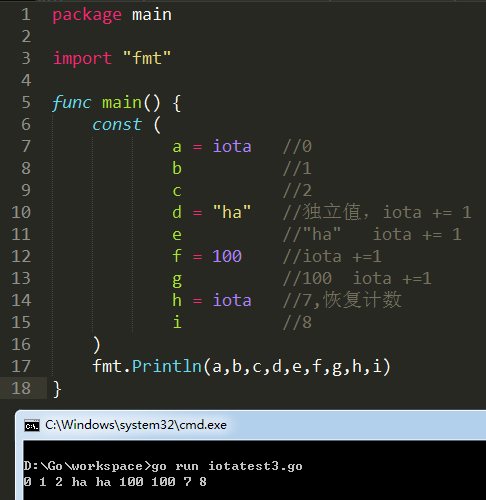 1 package main
2
3 import "fmt"
4
5 func main() {
6     const (
7             a = iota   //0
8             b          //1
9             c          //2
10             d = "ha"   //独立值，iota += 1
11             e          //"ha"   iota += 1
12             f = 100    //iota +=1
13             g          //100  iota +=1
14             h = iota   //7,恢复计数
15             i          //8
16     )
17     fmt.Println(a,b,c,d,e,f,g,h,i)
18 }
C:\Windows\system32\cmd.exe
D:\Go\workspace>go run iotatest3.go
0 1 2 ha ha 100 100 7 8